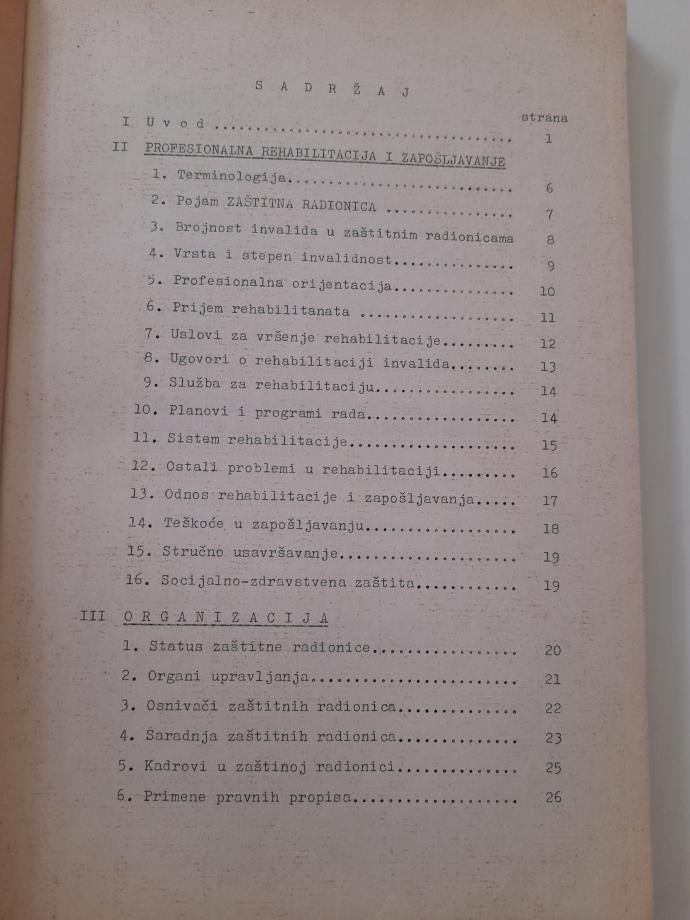 S A D R Ž A J
strana
I U v o d ................................... 1
II PROFESIONALNA REHABILITACIJA I ZAPOŠLJAVANJE
1. Terminologija........................... 6
2. Pojam ZAŠTITNA RADIONICA ............... 7
3. Brojnost invalida u zaštitnim radionicama 8
4. Vrsta i stepen invalidnost.............. 9
5. Profesionalna orijentacija.............. 10
6. Prijem rehabilitanata .................. 11
7. Uslovi za vršenje rehabilitacije........ 12
8. Ugovori o rehabilitaciji invalida....... 13
9. Služba za rehabilitaciju................ 14
10. Planovi i programi rada................. 14
11. Sistem rehabilitacije................... 15
12. Ostali problemi u rehabilitaciji........ 16
13. Odnos rehabilitacije i zapošljavanja.... 17
14. Teškoće u zapošljavanju................. 18
15. Stručno usavršavanje.................... 19
16. Socijalno-zdravstvena zaštita........... 19
III O R G A N I Z A C I J A
1. Status zaštitne radionice................ 20
2. Organi upravljanja....................... 21
3. Osnivači zaštitnih radionica............. 22
4. Saradnja zaštitnih radionica............. 23
5. Kadrovi u zaštinoj radionici............. 25
6. Primene pravnih propisa.................. 26